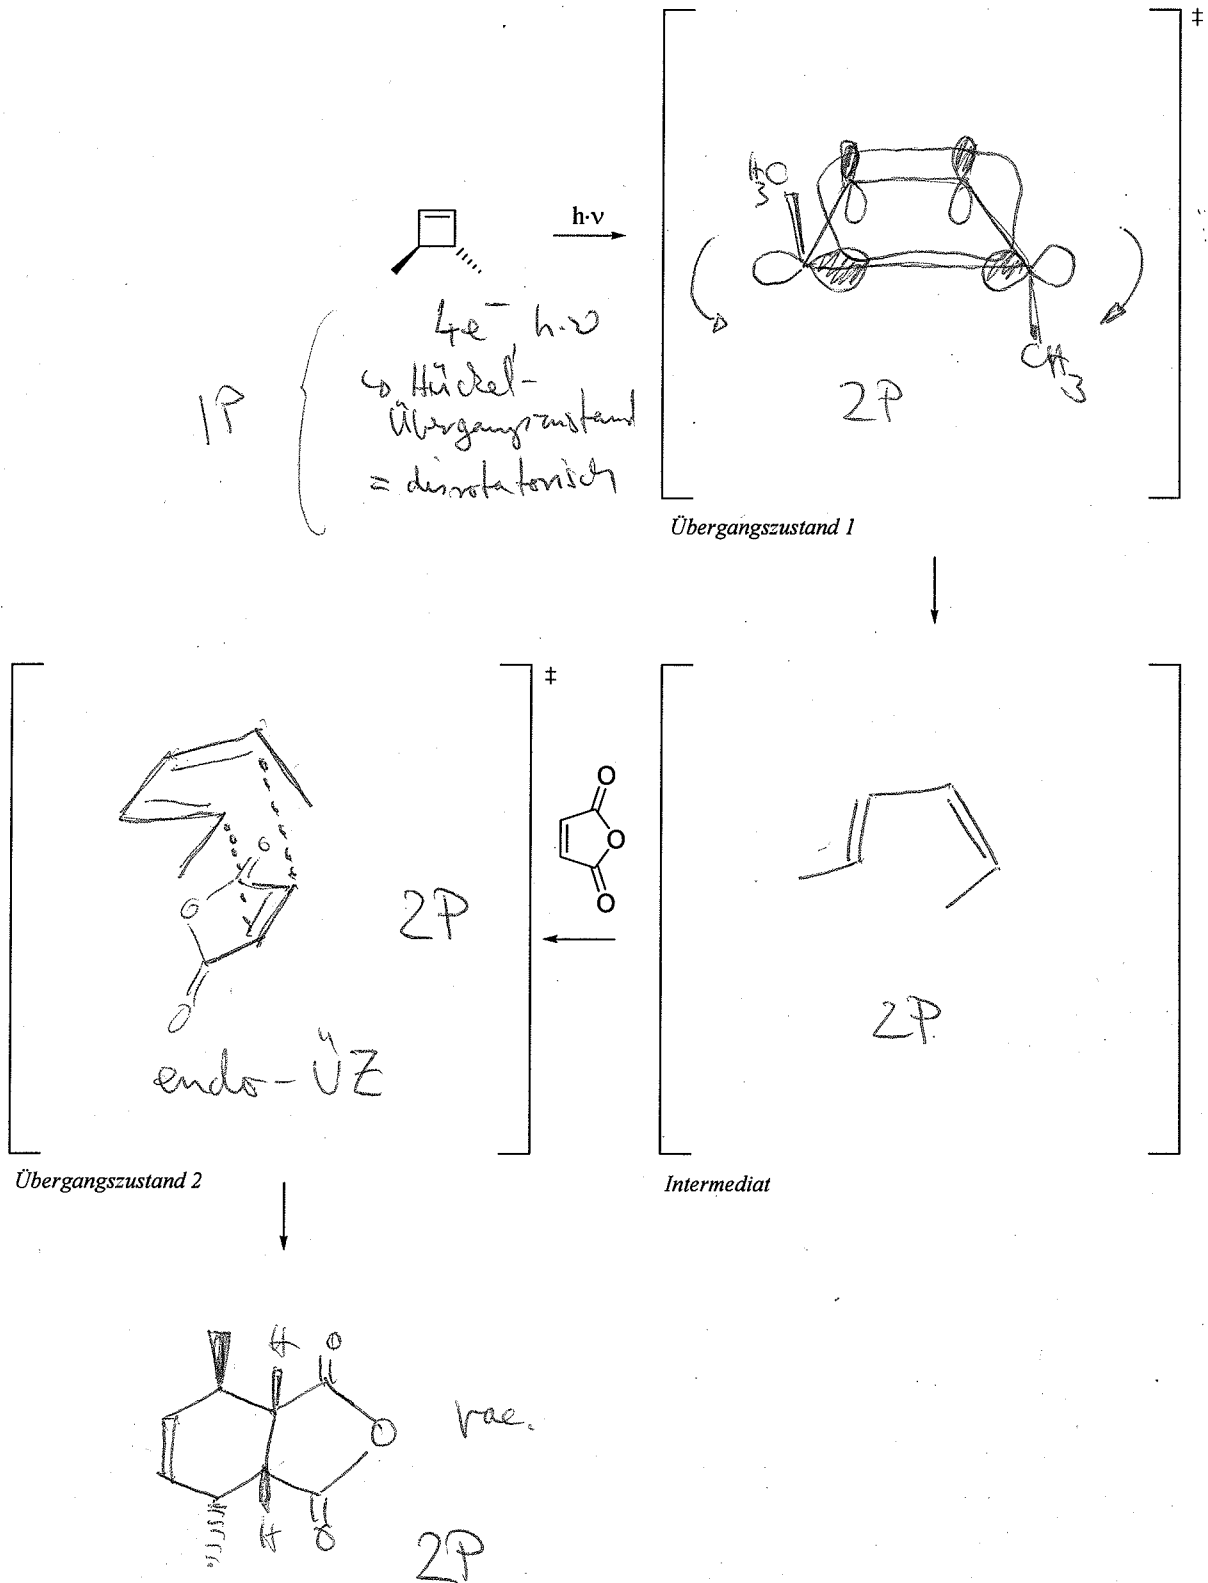 ‡
H3C
h·ν
4e⁻, h·ν
↳ Hückel-
Übergangszustand
= disrotatorisch
1P
CH3
2P
Übergangszustand 1
‡
O
O
O
O
O
O
2P
2P
endo-ÜZ
Übergangszustand 2
Intermediat
H
O
O
rac.
H
O
2P